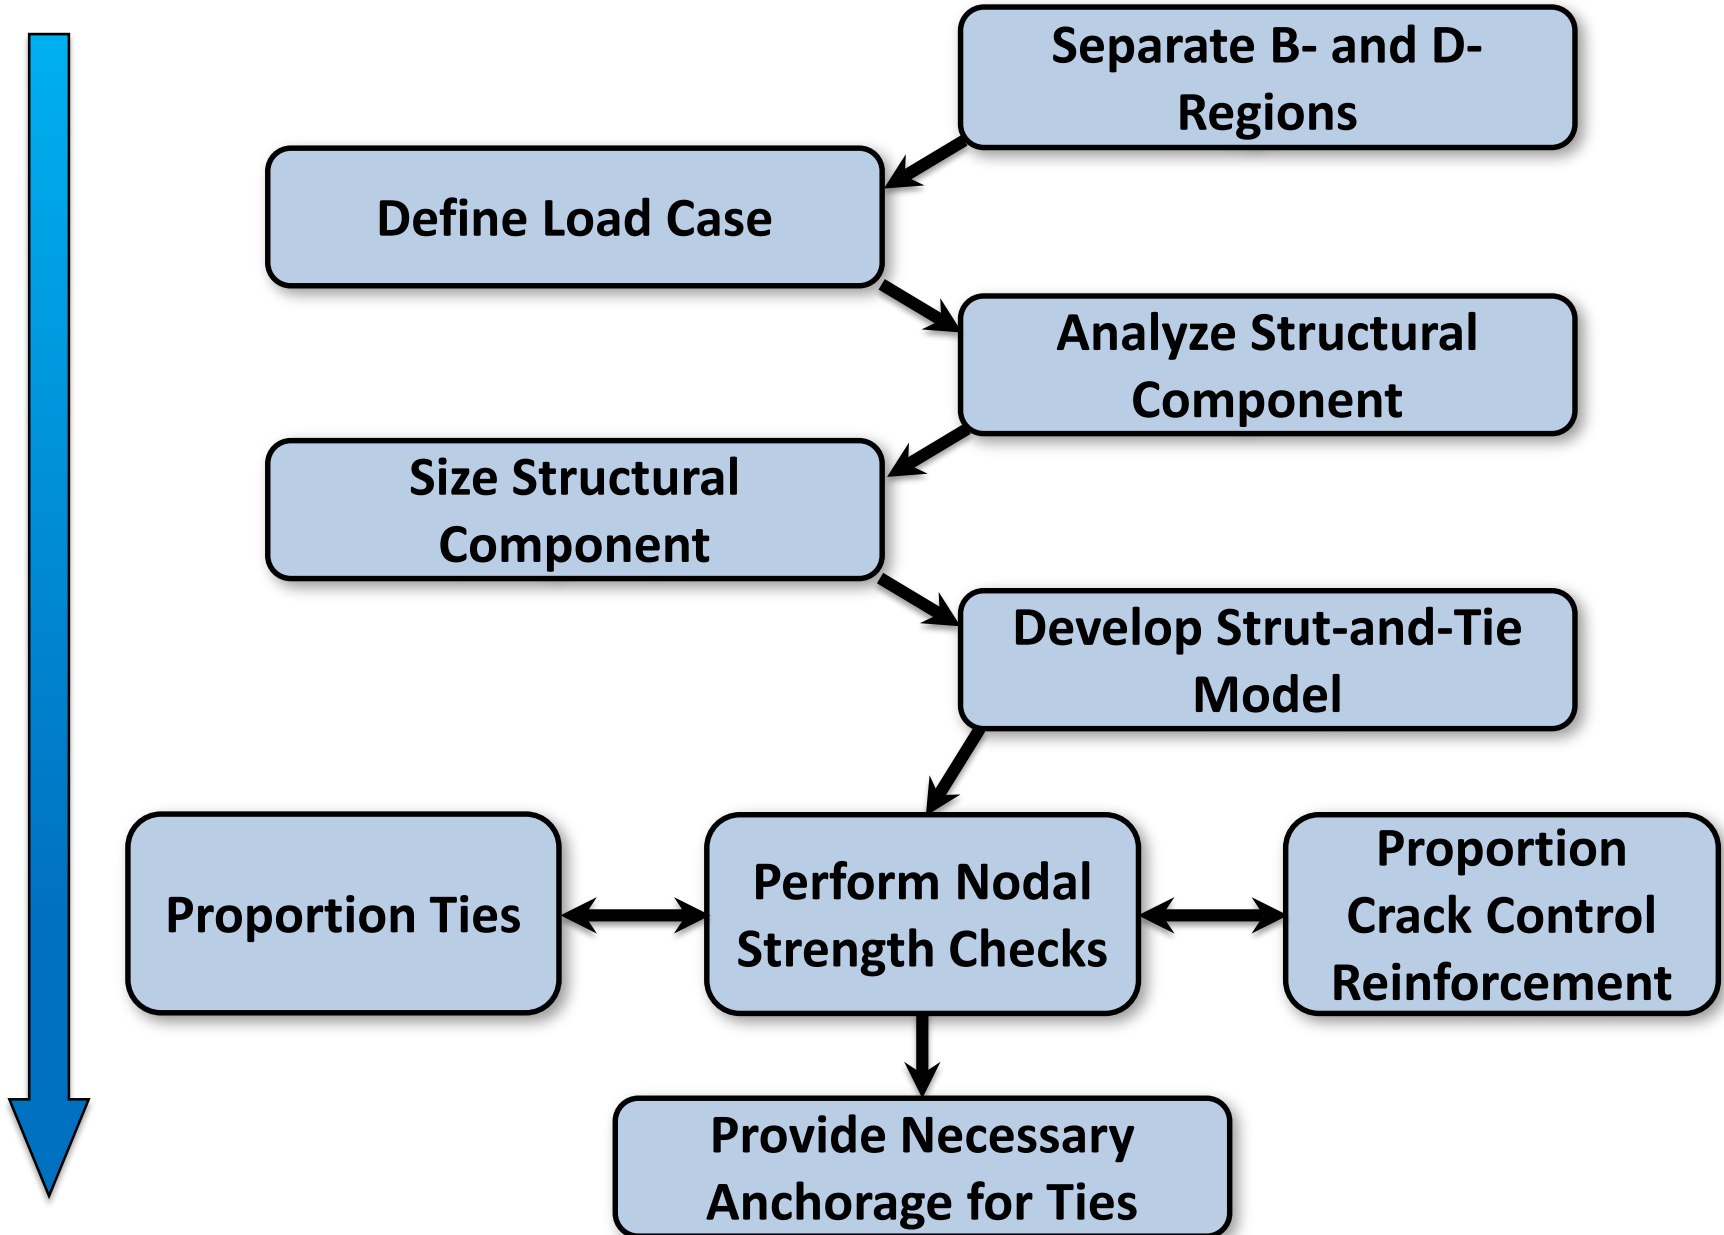 Separate B- and D-
Regions
Define Load Case
Analyze Structural
Component
Size Structural
Component
Develop Strut-and-Tie
Model
Proportion Ties
Perform Nodal
Strength Checks
Proportion
Crack Control
Reinforcement
Provide Necessary
Anchorage for Ties